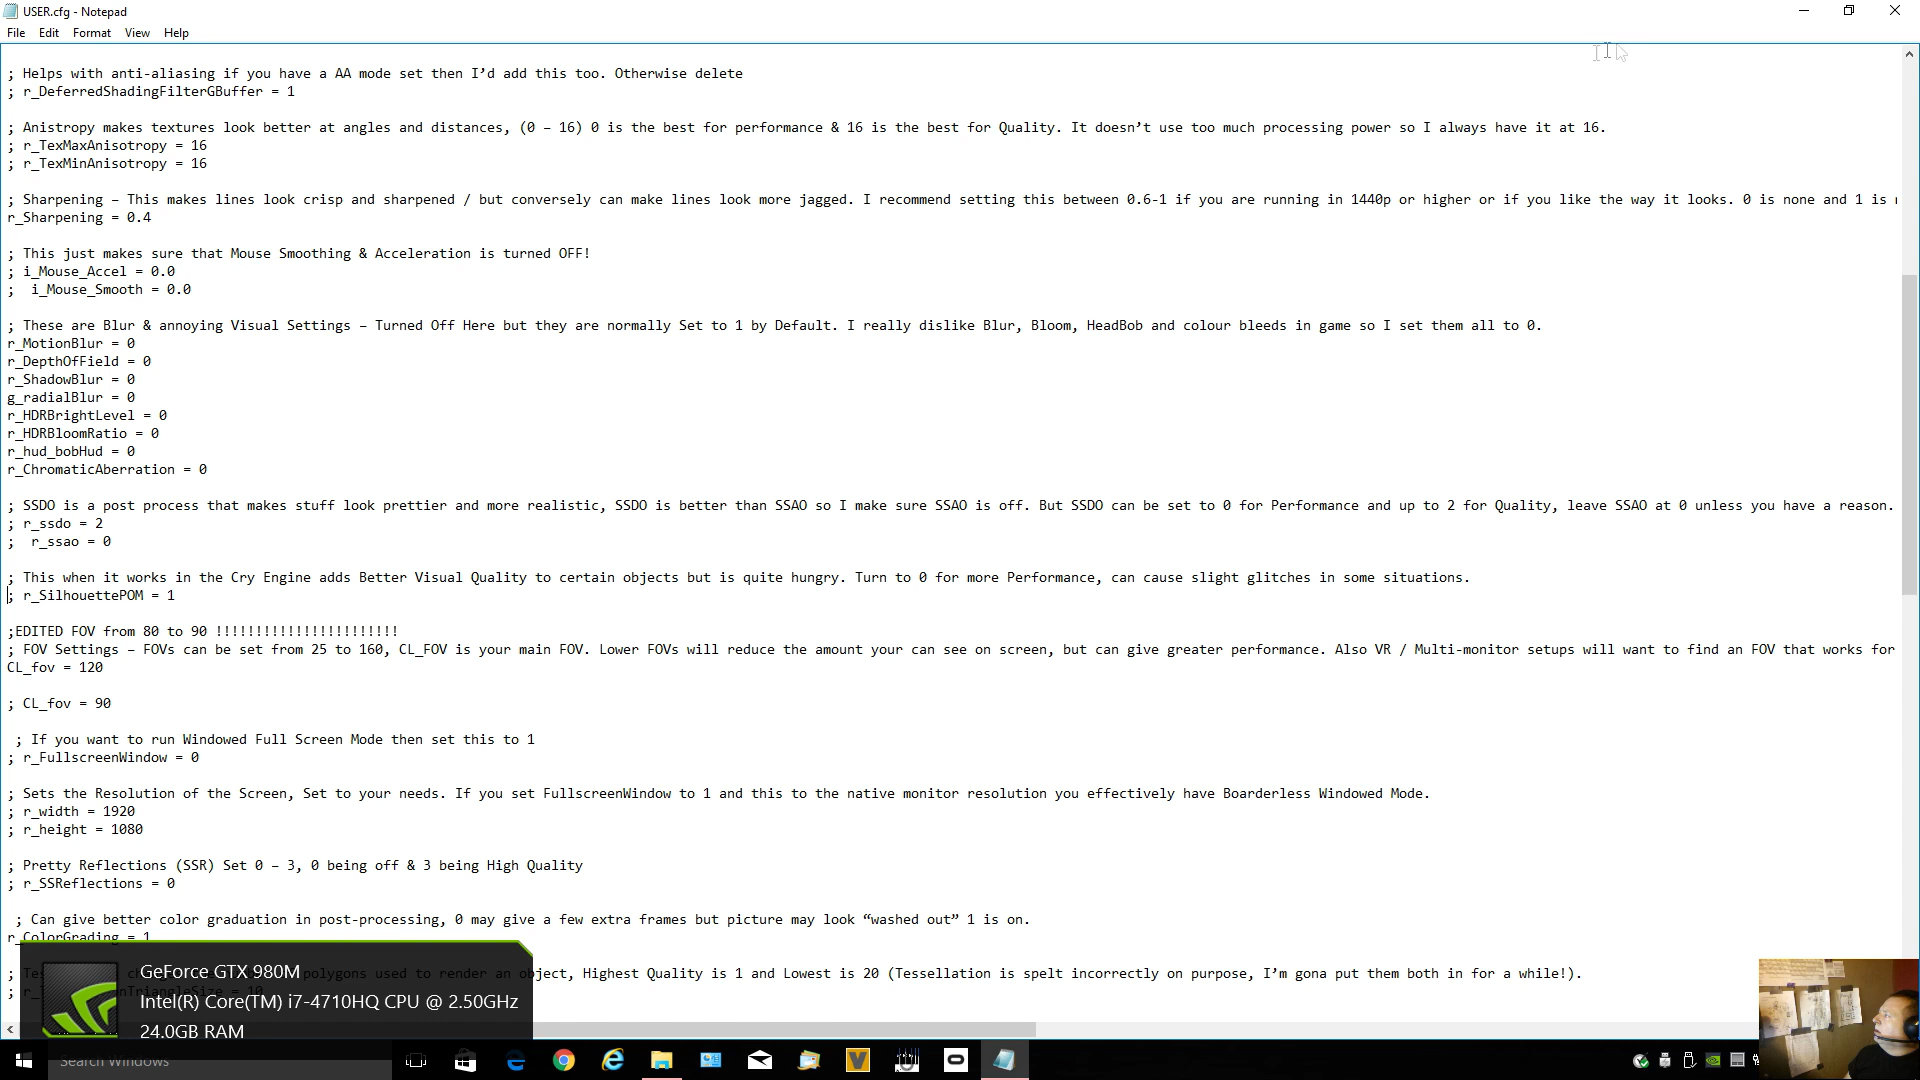 USER.cfg - Notepad
File Edit Format View Help
; Helps with anti-aliasing if you have a AA mode set then I’d add this too. Otherwise delete
; r_DeferredShadingFilterGBuffer = 1
; Anistropy makes textures look better at angles and distances, (0 – 16) 0 is the best for performance & 16 is the best for Quality. It doesn’t use too much processing power so I always have it at 16.
; r_TexMaxAnisotropy = 16
; r_TexMinAnisotropy = 16
; Sharpening – This makes lines look crisp and sharpened / but conversely can make lines look more jagged. I recommend setting this between 0.6-1 if you are running in 1440p or higher or if you like the way it looks. 0 is none and 1 is
r_Sharpening = 0.4
; This just makes sure that Mouse Smoothing & Acceleration is turned OFF!
; i_Mouse_Accel = 0.0
;  i_Mouse_Smooth = 0.0
; These are Blur & annoying Visual Settings – Turned Off Here but they are normally Set to 1 by Default. I really dislike Blur, Bloom, HeadBob and colour bleeds in game so I set them all to 0.
r_MotionBlur = 0
r_DepthOfField = 0
r_ShadowBlur = 0
g_radialBlur = 0
r_HDRBrightLevel = 0
r_HDRBloomRatio = 0
r_hud_bobHud = 0
r_ChromaticAberration = 0
; SSDO is a post process that makes stuff look prettier and more realistic, SSDO is better than SSAO so I make sure SSAO is off. But SSDO can be set to 0 for Performance and up to 2 for Quality, leave SSAO at 0 unless you have a reason.
; r_ssdo = 2
;  r_ssao = 0
; This when it works in the Cry Engine adds Better Visual Quality to certain objects but is quite hungry. Turn to 0 for more Performance, can cause slight glitches in some situations.
; r_SilhouettePOM = 1
;EDITED FOV from 80 to 90 !!!!!!!!!!!!!!!!!!!!!!!
; FOV Settings – FOVs can be set from 25 to 160, CL_FOV is your main FOV. Lower FOVs will reduce the amount your can see on screen, but can give greater performance. Also VR / Multi-monitor setups will want to find an FOV that works for
CL_fov = 120
; CL_fov = 90
; If you want to run Windowed Full Screen Mode then set this to 1
; r_FullscreenWindow = 0
; Sets the Resolution of the Screen, Set to your needs. If you set FullscreenWindow to 1 and this to the native monitor resolution you effectively have Boarderless Windowed Mode.
; r_width = 1920
; r_height = 1080
; Pretty Reflections (SSR) Set 0 – 3, 0 being off & 3 being High Quality
; r_SSReflections = 0
; Can give better color graduation in post-processing, 0 may give a few extra frames but picture may look “washed out” 1 is on.
r_ColorGrading = 1
; polygons used to render an object, Highest Quality is 1 and Lowest is 20 (Tessellation is spelt incorrectly on purpose, I’m gona put them both in for a while!).
GeForce GTX 980M
Intel(R) Core(TM) i7-4710HQ CPU @ 2.50GHz
24.0GB RAM
Search Windows